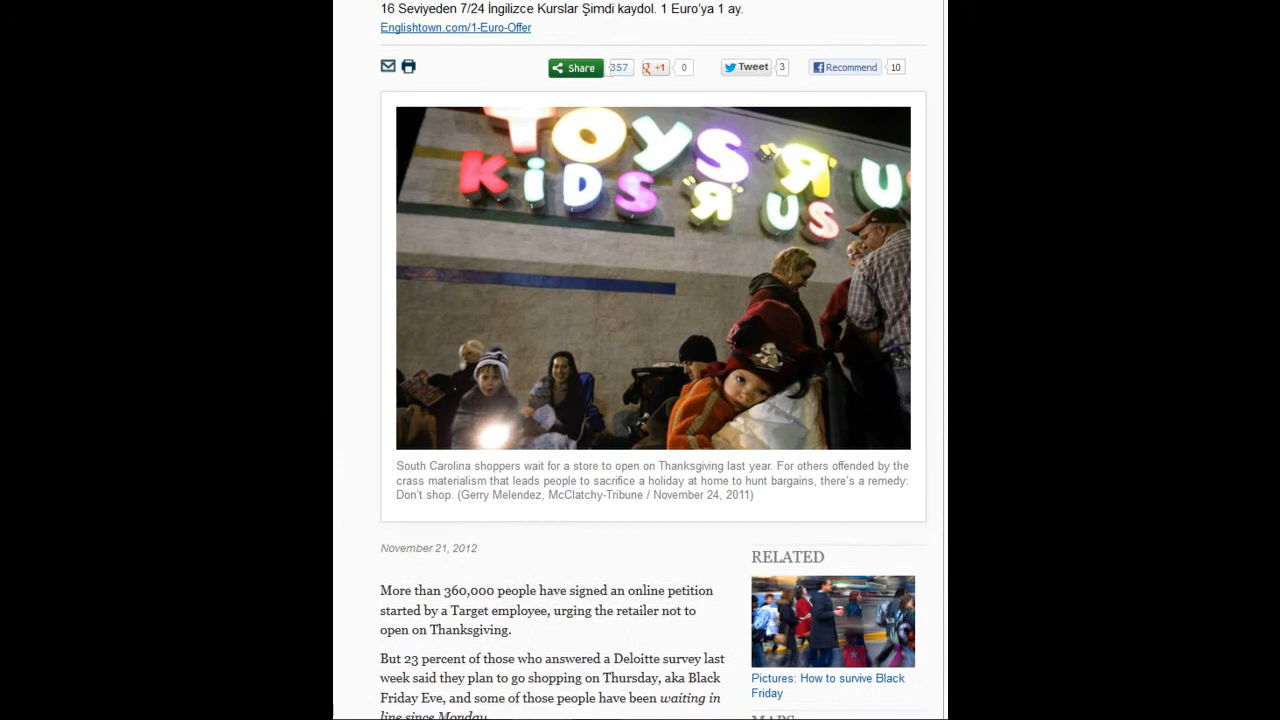 16 Seviyeden 7/24 İngilizce Kurslar Şimdi kaydol. 1 Euro'ya 1 ay.
Englishtown.com/1-Euro-Offer
Share 357 +1 0 Tweet 3 Recommend 10
TOYS R U
KiDS R US
South Carolina shoppers wait for a store to open on Thanksgiving last year. For others offended by the
crass materialism that leads people to sacrifice a holiday at home to hunt bargains, there's a remedy:
Don't shop. (Gerry Melendez, McClatchy-Tribune / November 24, 2011)
November 21, 2012
More than 360,000 people have signed an online petition
started by a Target employee, urging the retailer not to
open on Thanksgiving.
But 23 percent of those who answered a Deloitte survey last
week said they plan to go shopping on Thursday, aka Black
Friday Eve, and some of those people have been waiting in
line since Monday.
RELATED
Pictures: How to survive Black
Friday
MAPS